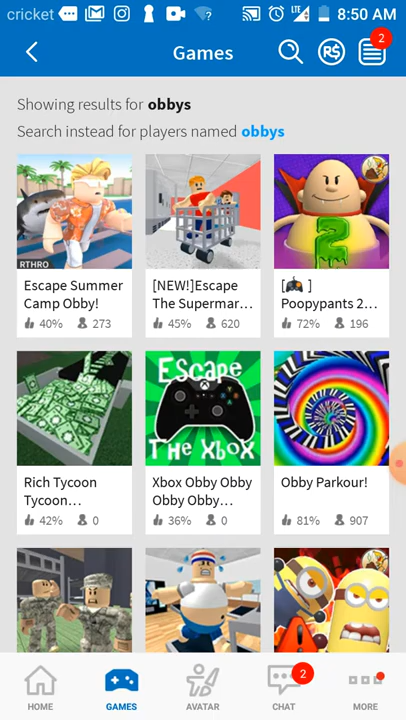 cricket LTE 8:50 AM
Games
R$
2
Showing results for obbys
Search instead for players named obbys
RTHRO
Escape Summer
Camp Obby!
40% 273
[NEW!]Escape
The Supermar...
45% 620
2
[🎮 ]
Poopypants 2...
72% 196
Rich Tycoon
Tycoon...
42% 0
Escape
The Xbox
Xbox Obby Obby
Obby Obby...
36% 0
Obby Parkour!
81% 907
HOME
GAMES
AVATAR
2
CHAT
MORE